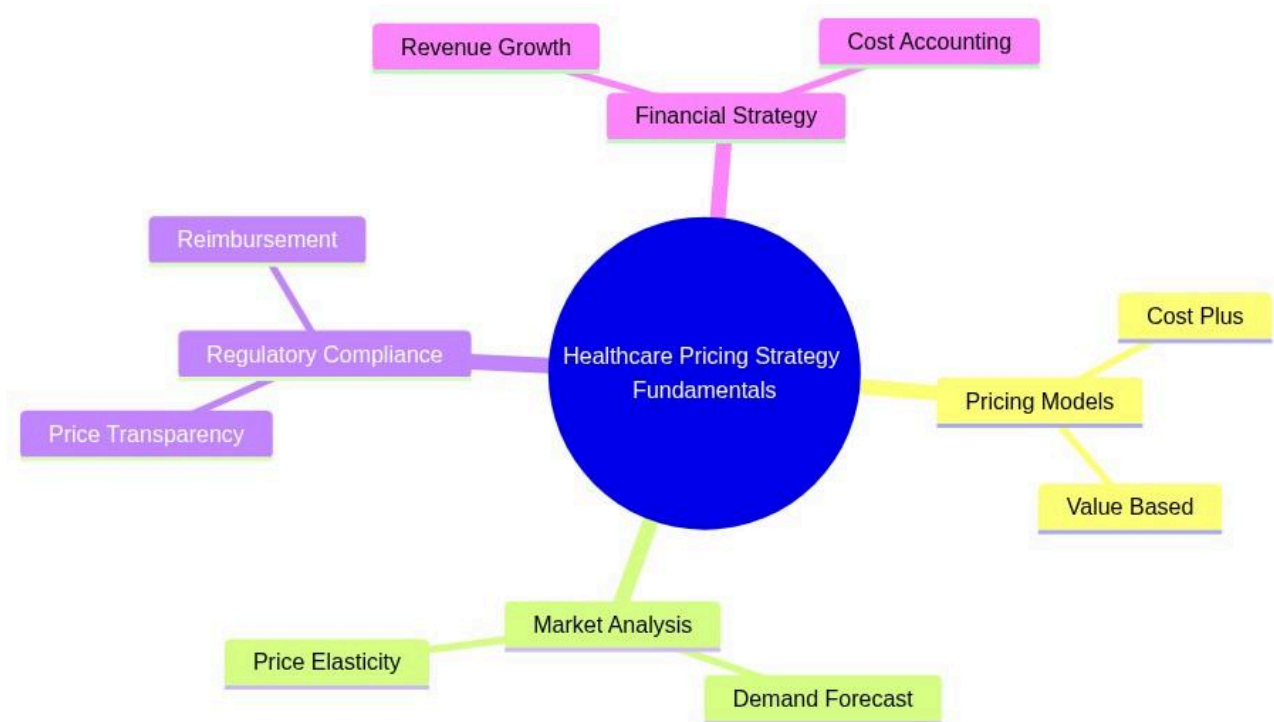 Revenue Growth
Cost Accounting
Financial Strategy
Reimbursement
Regulatory Compliance
Price Transparency
Healthcare Pricing Strategy
Fundamentals
Cost Plus
Pricing Models
Value Based
Market Analysis
Price Elasticity
Demand Forecast